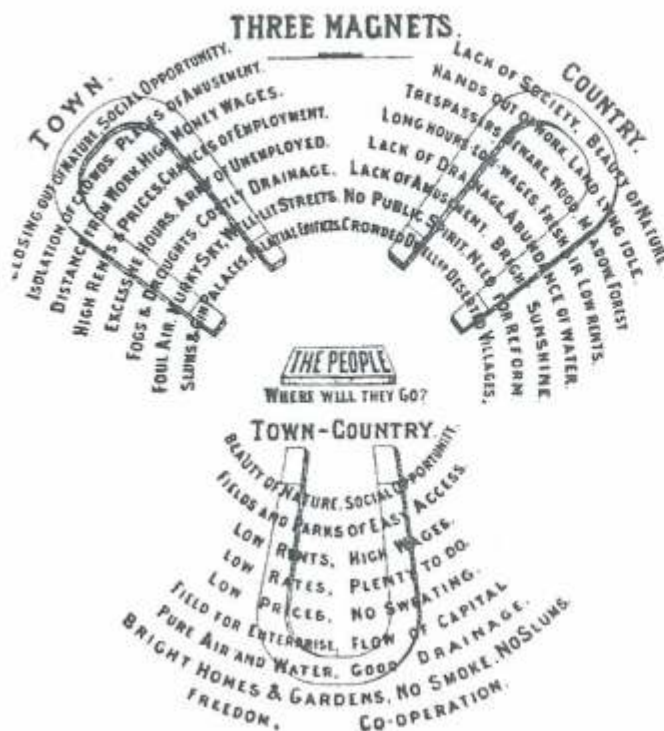 THREE MAGNETS.
TOWN.
CLOSING OUT OF NATURE. SOCIAL OPPORTUNITY.
ISOLATION OF CROWDS. PLACES OF AMUSEMENT.
DISTANCE FROM WORK. HIGH MONEY WAGES.
HIGH RENTS & PRICES. CHANCES OF EMPLOYMENT.
EXCESSIVE HOURS. ARMY OF UNEMPLOYED.
FOGS & DROUGHTS. COSTLY DRAINAGE.
FOUL AIR. MURKY SKY. WELL-LIT STREETS.
SLUMS & GIN PALACES. PALATIAL EDIFICES.
COUNTRY.
LACK OF SOCIETY. BEAUTY OF NATURE
HANDS OUT OF WORK. LAND LYING IDLE.
TRESPASSERS BEWARE. WOOD, MEADOW, FOREST
LONG HOURS-LOW WAGES. FRESH AIR LOW RENTS.
LACK OF DRAINAGE. ABUNDANCE OF WATER.
LACK OF AMUSEMENT. BRIGHT SUNSHINE
NO PUBLIC SPIRIT. NEED FOR REFORM
CROWDED DWELLGS DESERTED VILLAGES,
THE PEOPLE
WHERE WILL THEY GO?
TOWN-COUNTRY.
BEAUTY OF NATURE. SOCIAL OPPORTUNITY.
FIELDS AND PARKS OF EASY ACCESS.
LOW RENTS, HIGH WAGES.
LOW RATES, PLENTY TO DO.
LOW PRICES, NO SWEATING.
FIELD FOR ENTERPRISE, FLOW OF CAPITAL
PURE AIR AND WATER, GOOD DRAINAGE.
BRIGHT HOMES & GARDENS, NO SMOKE, NO SLUMS.
FREEDOM. CO-OPERATION.